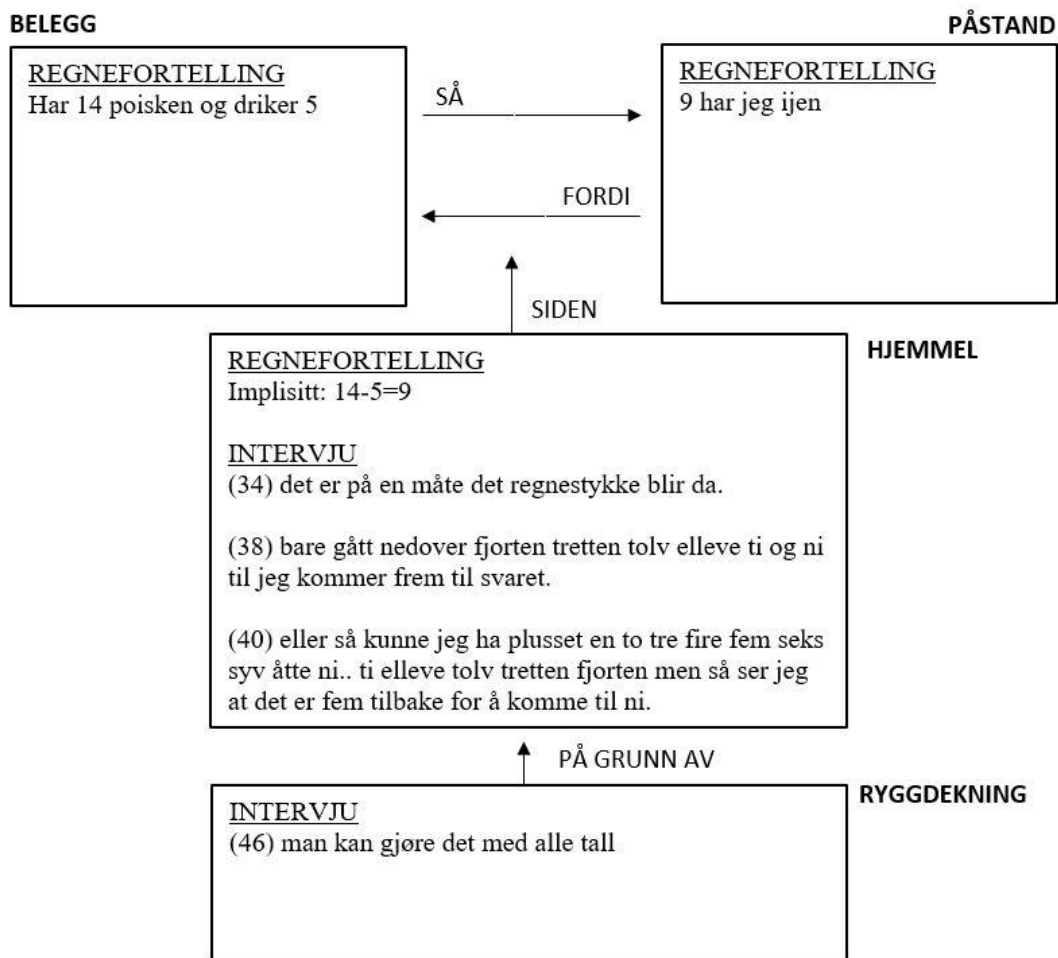 BELEGG
REGNEFORTELLING
Har 14 poisken og driker 5
SÅ
FORDI
PÅSTAND
REGNEFORTELLING
9 har jeg ijen
SIDEN
HJEMMEL
REGNEFORTELLING
Implisitt: 14-5=9
INTERVJU
(34) det er på en måte det regnestykke blir da.
(38) bare gått nedover fjorten tretten tolv elleve ti og ni
til jeg kommer frem til svaret.
(40) eller så kunne jeg ha plusset en to tre fire fem seks
syv åtte ni.. ti elleve tolv tretten fjorten men så ser jeg
at det er fem tilbake for å komme til ni.
PÅ GRUNN AV
RYGGDEKNING
INTERVJU
(46) man kan gjøre det med alle tall